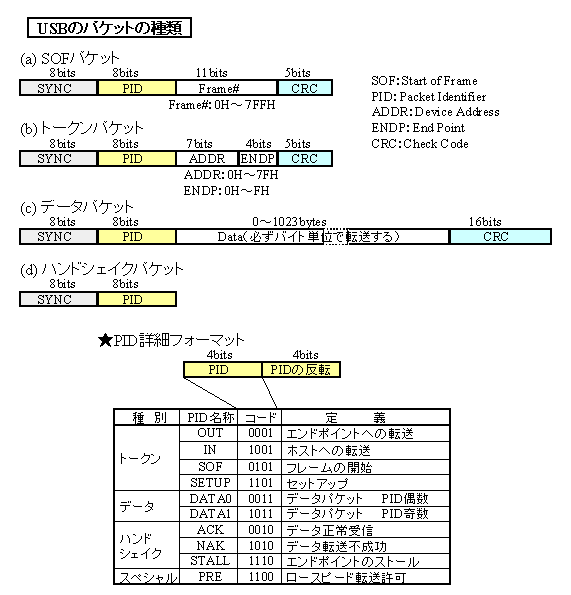 USBのパケットの種類
(a) SOFパケット
8bits 8bits 11bits 5bits
SYNC PID Frame# CRC
Frame#: 0H～7FFH
SOF:Start of Frame
PID: Packet Identifier
ADDR: Device Address
ENDP: End Point
CRC:Check Code
(b) トークンパケット
8bits 8bits 7bits 4bits 5bits
SYNC PID ADDR ENDP CRC
ADDR: 0H～7FH
ENDP: 0H～FH
(c) データパケット
8bits 8bits 0～1023bytes 16bits
SYNC PID Data(必ずバイト単位で転送する) CRC
(d) ハンドシェイクパケット
8bits 8bits
SYNC PID
★PID詳細フォーマット
4bits 4bits
PID PIDの反転
種 別 PID名称 コード 定 義
トークン
OUT 0001 エンドポイントへの転送
IN 1001 ホストへの転送
SOF 0101 フレームの開始
SETUP 1101 セットアップ
データ
DATA0 0011 データパケット PID偶数
DATA1 1011 データパケット PID奇数
ハンド
シェイク
ACK 0010 データ正常受信
NAK 1010 データ転送不成功
STALL 1110 エンドポイントのストール
スペシャル PRE 1100 ロースピード転送許可